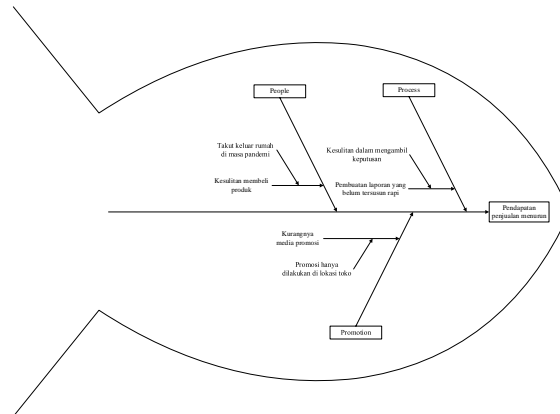 People
Process
Takut keluar rumah
di masa pandemi
Kesulitan dalam mengambil
keputusan
Kesulitan membeli
produk
Pembuatan laporan yang
belum tersusun rapi
Pendapatan
penjualan menurun
Kurangnya
media promosi
Promosi hanya
dilakukan di lokasi toko
Promotion